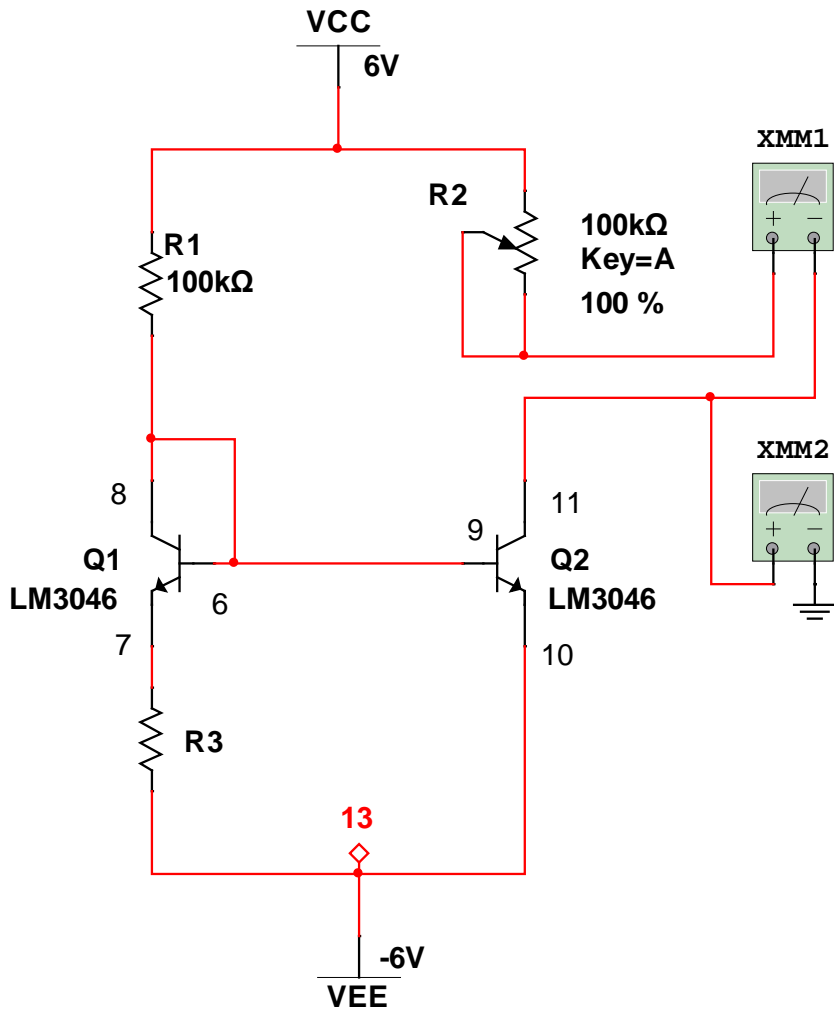 VCC
6V
XMM1
R2
R1
100kΩ
100kΩ
Key=A
100 %
+ −
XMM2
8
11
9
+ −
Q1
Q2
LM3046
LM3046
6
7
10
R3
13
-6V
VEE